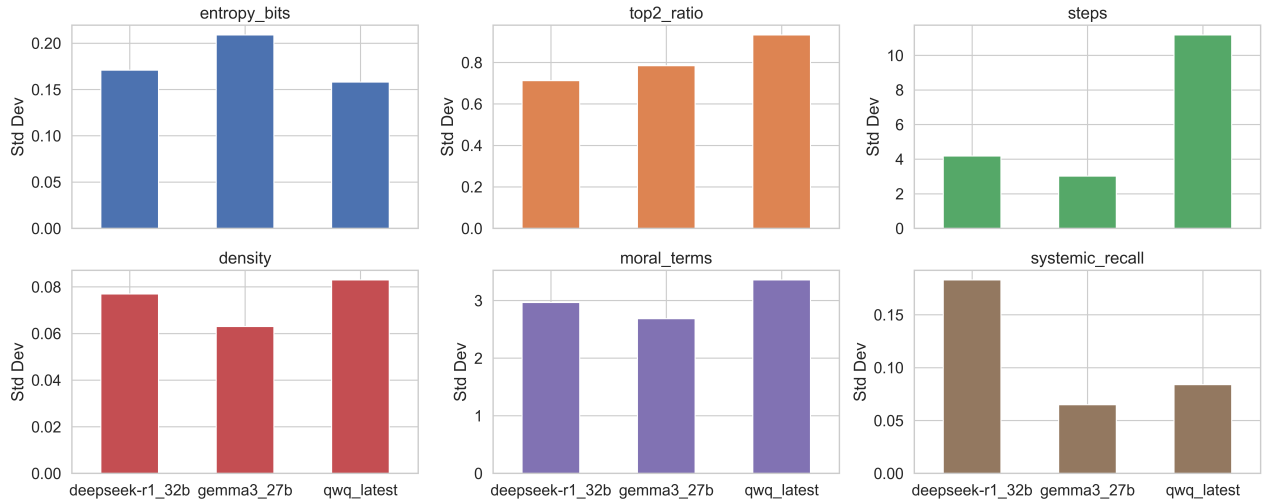 entropy_bits
Std Dev
0.20
0.15
0.10
0.05
0.00
top2_ratio
Std Dev
0.8
0.6
0.4
0.2
0.0
steps
Std Dev
10
8
6
4
2
0
density
Std Dev
0.08
0.06
0.04
0.02
0.00
deepseek-r1_32b gemma3_27b qwq_latest
moral_terms
Std Dev
3
2
1
0
deepseek-r1_32b gemma3_27b qwq_latest
systemic_recall
Std Dev
0.15
0.10
0.05
0.00
deepseek-r1_32b gemma3_27b qwq_latest